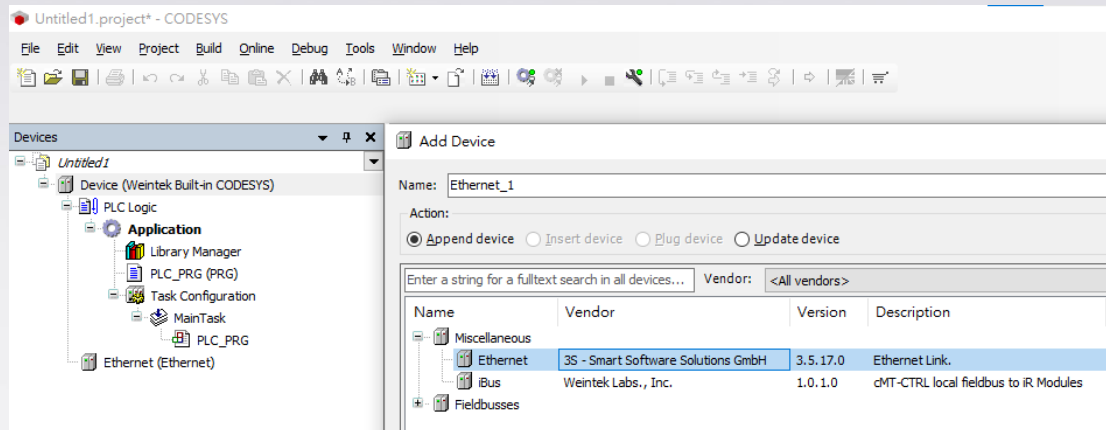 Untitled1.project* - CODESYS
File Edit View Project Build Online Debug Tools Window Help
Devices
Untitled1
Device (Weintek Built-in CODESYS)
PLC Logic
Application
Library Manager
PLC_PRG (PRG)
Task Configuration
MainTask
PLC_PRG
Ethernet (Ethernet)
Add Device
Name: Ethernet_1
Action:
Append device Insert device Plug device Update device
Enter a string for a fulltext search in all devices... Vendor: <All vendors>
Name Vendor Version Description
Miscellaneous
Ethernet 3S - Smart Software Solutions GmbH 3.5.17.0 Ethernet Link.
iBus Weintek Labs., Inc. 1.0.1.0 cMT-CTRL local fieldbus to iR Modules
Fieldbusses